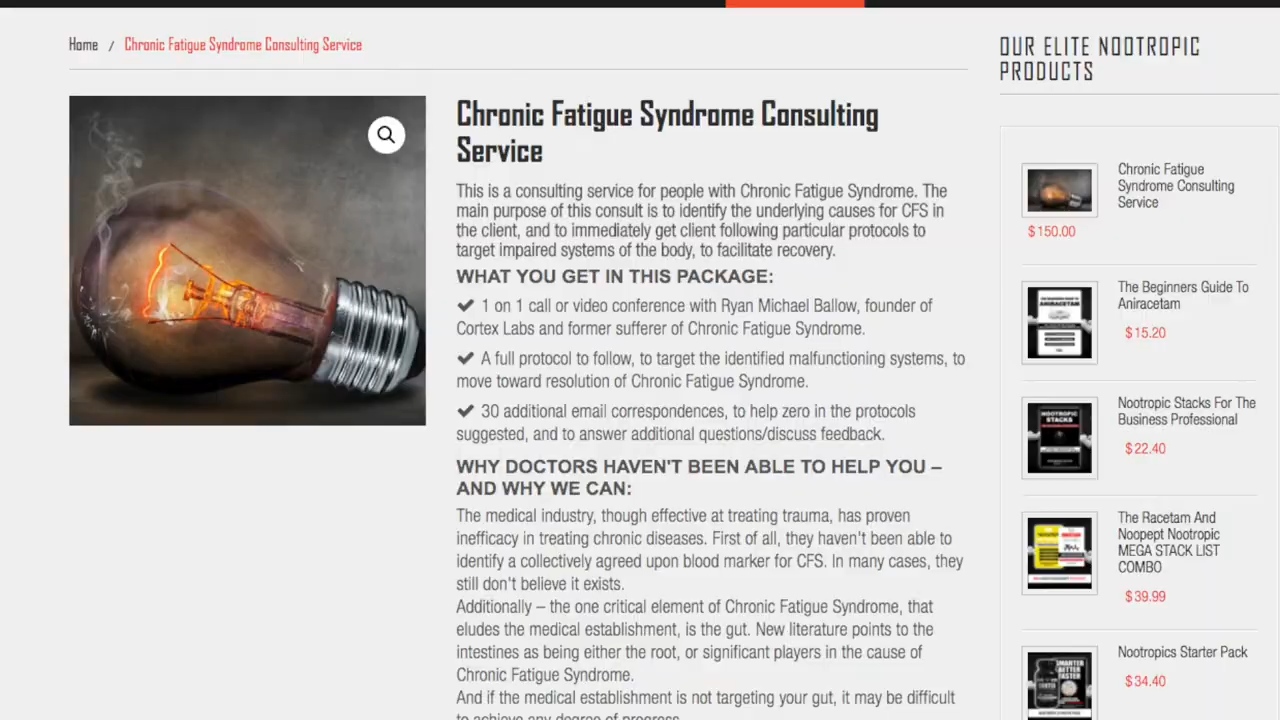 Home / Chronic Fatigue Syndrome Consulting Service
Chronic Fatigue Syndrome Consulting
Service
This is a consulting service for people with Chronic Fatigue Syndrome. The
main purpose of this consult is to identify the underlying causes for CFS in
the client, and to immediately get client following particular protocols to
target impaired systems of the body, to facilitate recovery.
WHAT YOU GET IN THIS PACKAGE:
✔ 1 on 1 call or video conference with Ryan Michael Ballow, founder of
Cortex Labs and former sufferer of Chronic Fatigue Syndrome.
✔ A full protocol to follow, to target the identified malfunctioning systems, to
move toward resolution of Chronic Fatigue Syndrome.
✔ 30 additional email correspondences, to help zero in the protocols
suggested, and to answer additional questions/discuss feedback.
WHY DOCTORS HAVEN'T BEEN ABLE TO HELP YOU –
AND WHY WE CAN:
The medical industry, though effective at treating trauma, has proven
inefficacy in treating chronic diseases. First of all, they haven't been able to
identify a collectively agreed upon blood marker for CFS. In many cases, they
still don't believe it exists.
Additionally – the one critical element of Chronic Fatigue Syndrome, that
eludes the medical establishment, is the gut. New literature points to the
intestines as being either the root, or significant players in the cause of
Chronic Fatigue Syndrome.
And if the medical establishment is not targeting your gut, it may be difficult
to achieve any degree of progress.
OUR ELITE NOOTROPIC
PRODUCTS
Chronic Fatigue
Syndrome Consulting
Service
$150.00
The Beginners Guide To
Aniracetam
$15.20
ANIRACETAM
Nootropic Stacks For The
Business Professional
$22.40
NOOTROPIC
STACKS
The Racetam And
Noopept Nootropic
MEGA STACK LIST
COMBO
$39.99
Nootropics Starter Pack
$34.40
SMARTER
BETTER
FASTER